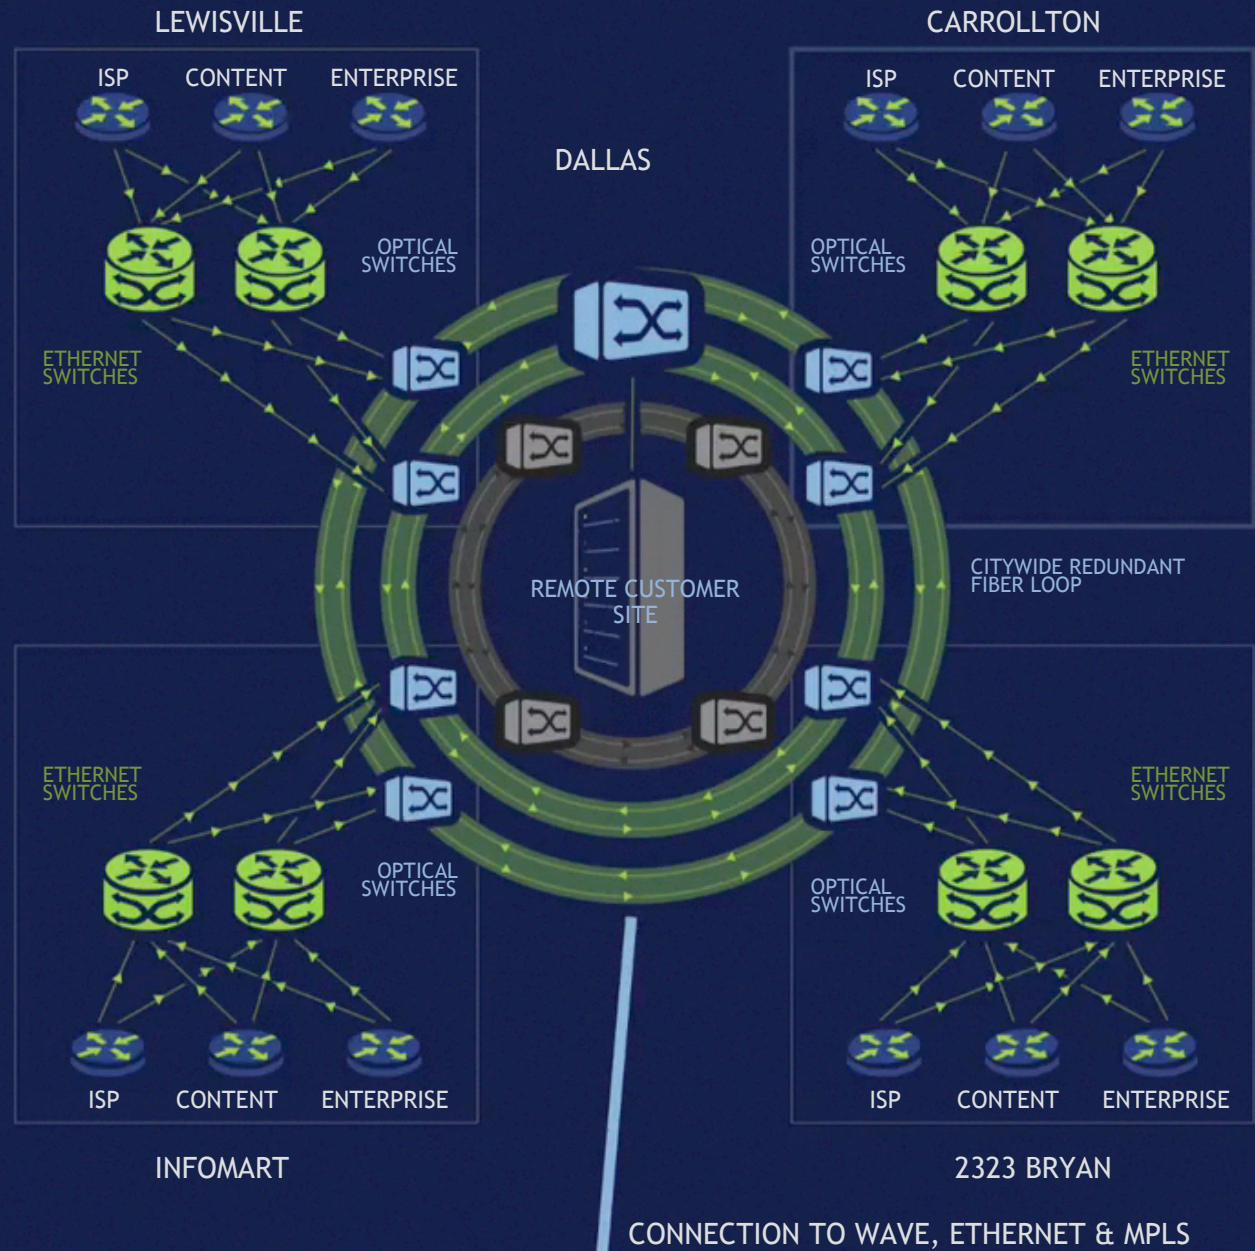 LEWISVILLE
CARROLLTON
ISP CONTENT ENTERPRISE
ISP CONTENT ENTERPRISE
DALLAS
OPTICAL
SWITCHES
OPTICAL
SWITCHES
ETHERNET
SWITCHES
ETHERNET
SWITCHES
CITYWIDE REDUNDANT
FIBER LOOP
REMOTE CUSTOMER
SITE
ETHERNET
SWITCHES
ETHERNET
SWITCHES
OPTICAL
SWITCHES
OPTICAL
SWITCHES
ISP CONTENT ENTERPRISE
ISP CONTENT ENTERPRISE
INFOMART
2323 BRYAN
CONNECTION TO WAVE, ETHERNET & MPLS